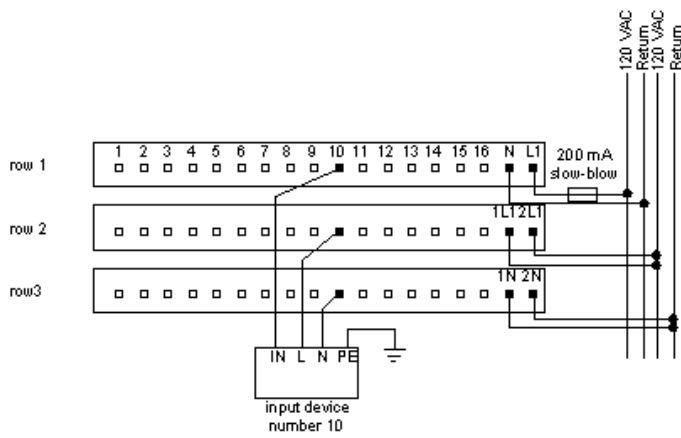 120 VAC
Return
120 VAC
Return
1 2 3 4 5 6 7 8 9 10 11 12 13 14 15 16 N L1
200 mA
slow-blow
row 1
1L1 2L1
row 2
1N 2N
row3
IN L N PE
input device
number 10